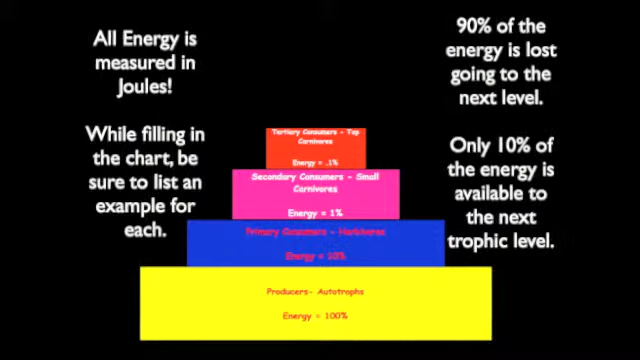 All Energy is
measured in
Joules!
While filling in
the chart, be
sure to list an
example for
each.
90% of the
energy is lost
going to the
next level.
Only 10% of
the energy is
available to
the next
trophic level.
Tertiary Consumers - Top
Carnivores
Energy = .1%
Secondary Consumers - Small
Carnivores
Energy = 1%
Primary Consumers - Herbivores
Energy = 10%
Producers- Autotrophs
Energy = 100%